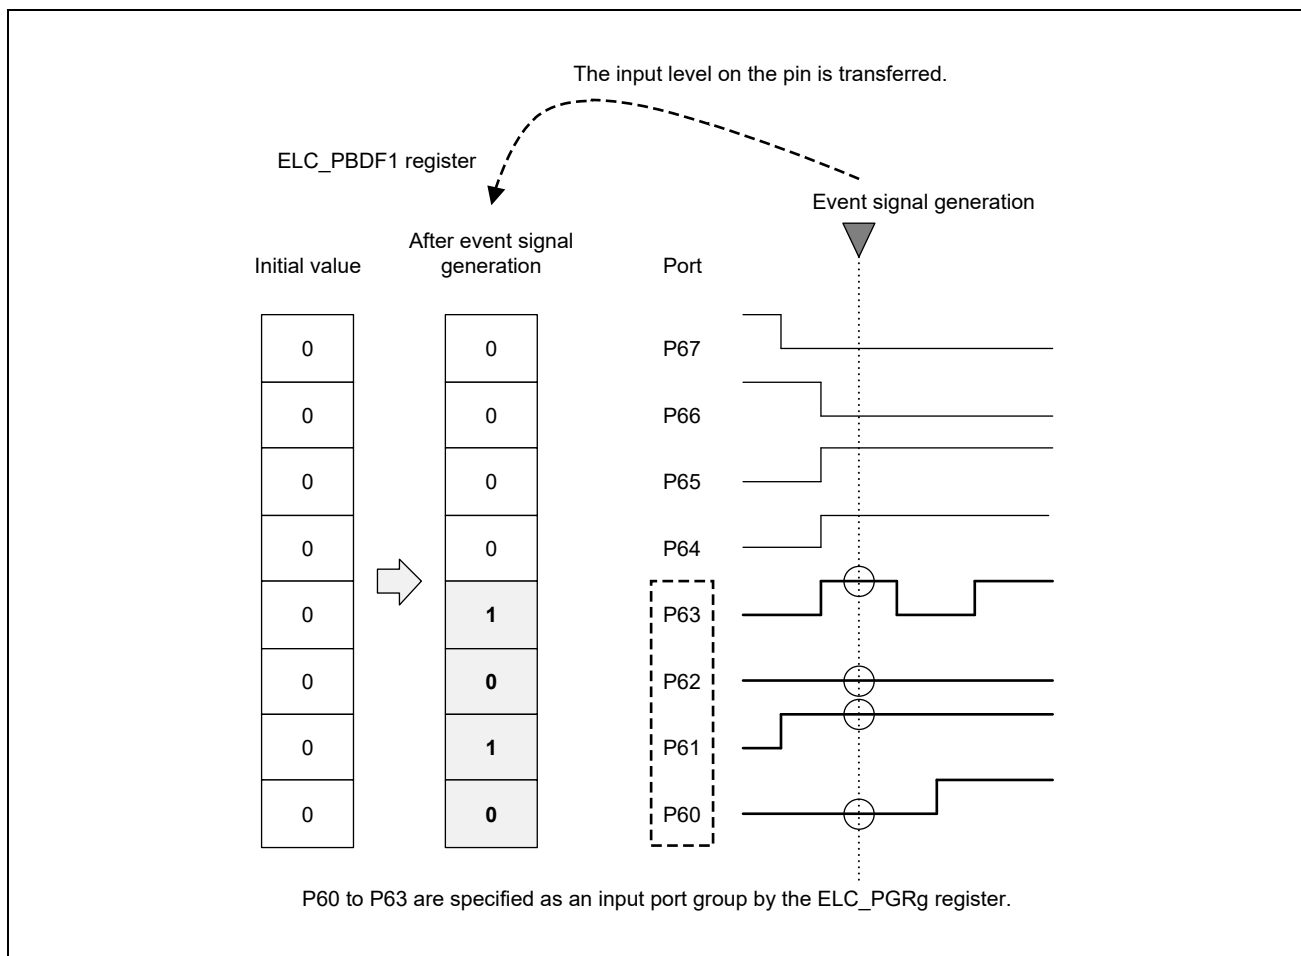 The input level on the pin is transferred.
ELC_PBDF1 register
Event signal generation
Initial value
After event signal
generation
Port
0
0
P67
0
0
P66
0
0
P65
0
0
P64
0
1
P63
0
0
P62
0
1
P61
0
0
P60
P60 to P63 are specified as an input port group by the ELC_PGRg register.